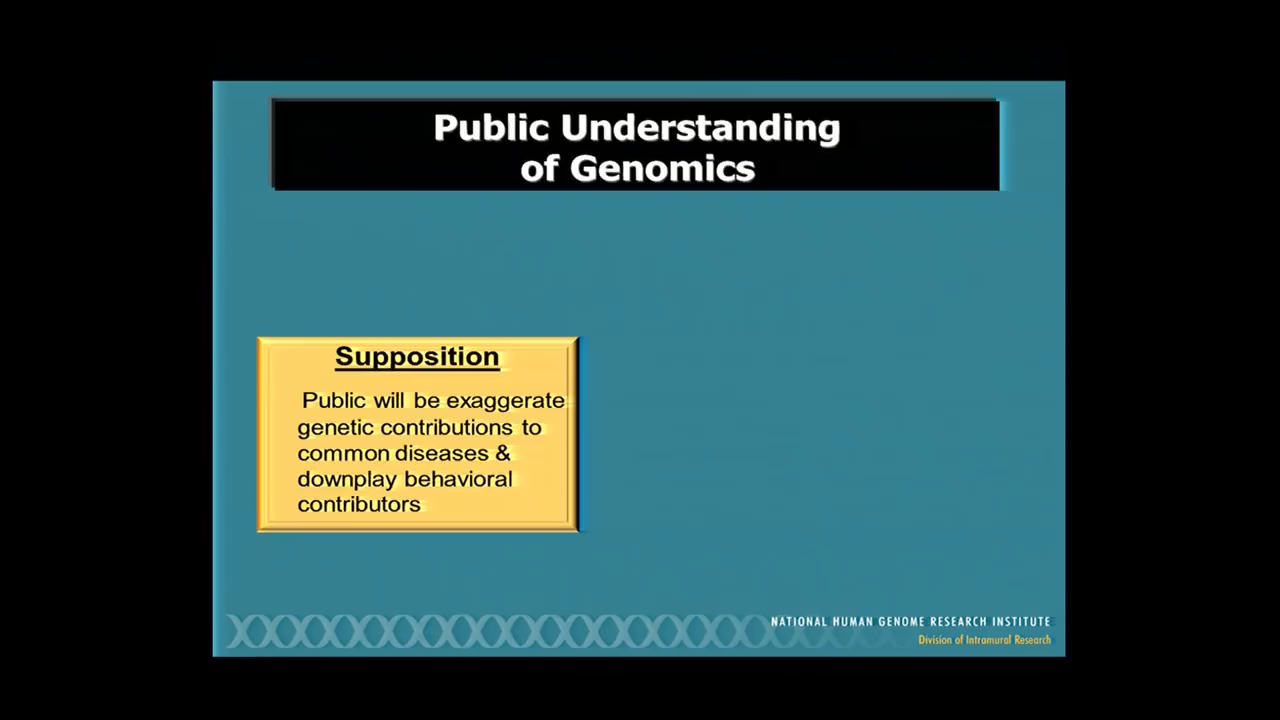 Public Understanding
of Genomics
Supposition
Public will be exaggerate
genetic contributions to
common diseases &
downplay behavioral
contributors
NATIONAL HUMAN GENOME RESEARCH INSTITUTE
Division of Intramural Research